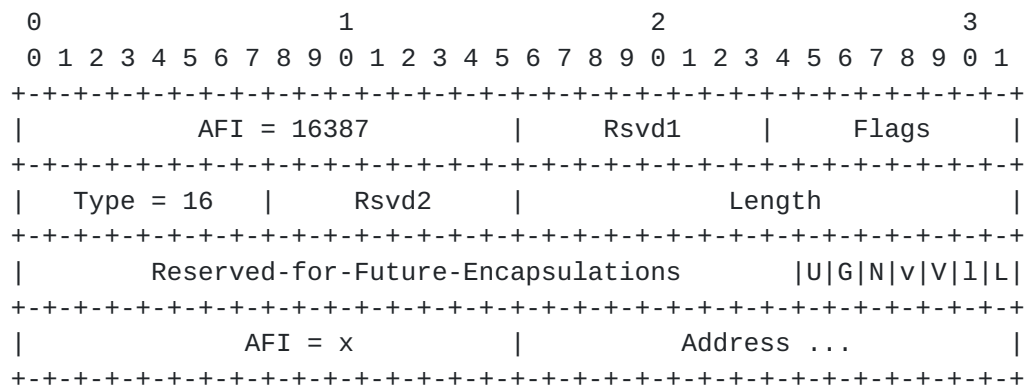 0                   1                   2                   3
 0 1 2 3 4 5 6 7 8 9 0 1 2 3 4 5 6 7 8 9 0 1 2 3 4 5 6 7 8 9 0 1
+-+-+-+-+-+-+-+-+-+-+-+-+-+-+-+-+-+-+-+-+-+-+-+-+-+-+-+-+-+-+-+-+
|           AFI = 16387         |     Rsvd1     |     Flags     |
+-+-+-+-+-+-+-+-+-+-+-+-+-+-+-+-+-+-+-+-+-+-+-+-+-+-+-+-+-+-+-+-+
|   Type = 16   |     Rsvd2     |             Length            |
+-+-+-+-+-+-+-+-+-+-+-+-+-+-+-+-+-+-+-+-+-+-+-+-+-+-+-+-+-+-+-+-+
|        Reserved-for-Future-Encapsulations       |U|G|N|v|V|l|L|
+-+-+-+-+-+-+-+-+-+-+-+-+-+-+-+-+-+-+-+-+-+-+-+-+-+-+-+-+-+-+-+-+
|              AFI = x          |          Address ...          |
+-+-+-+-+-+-+-+-+-+-+-+-+-+-+-+-+-+-+-+-+-+-+-+-+-+-+-+-+-+-+-+-+